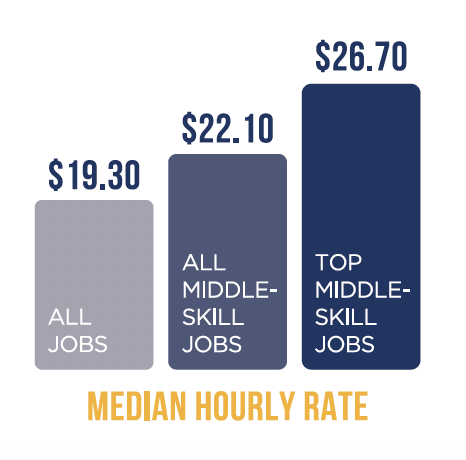 $19.30
ALL
JOBS
$22.10
ALL
MIDDLE-
SKILL
JOBS
$26.70
TOP
MIDDLE-
SKILL
JOBS
MEDIAN HOURLY RATE